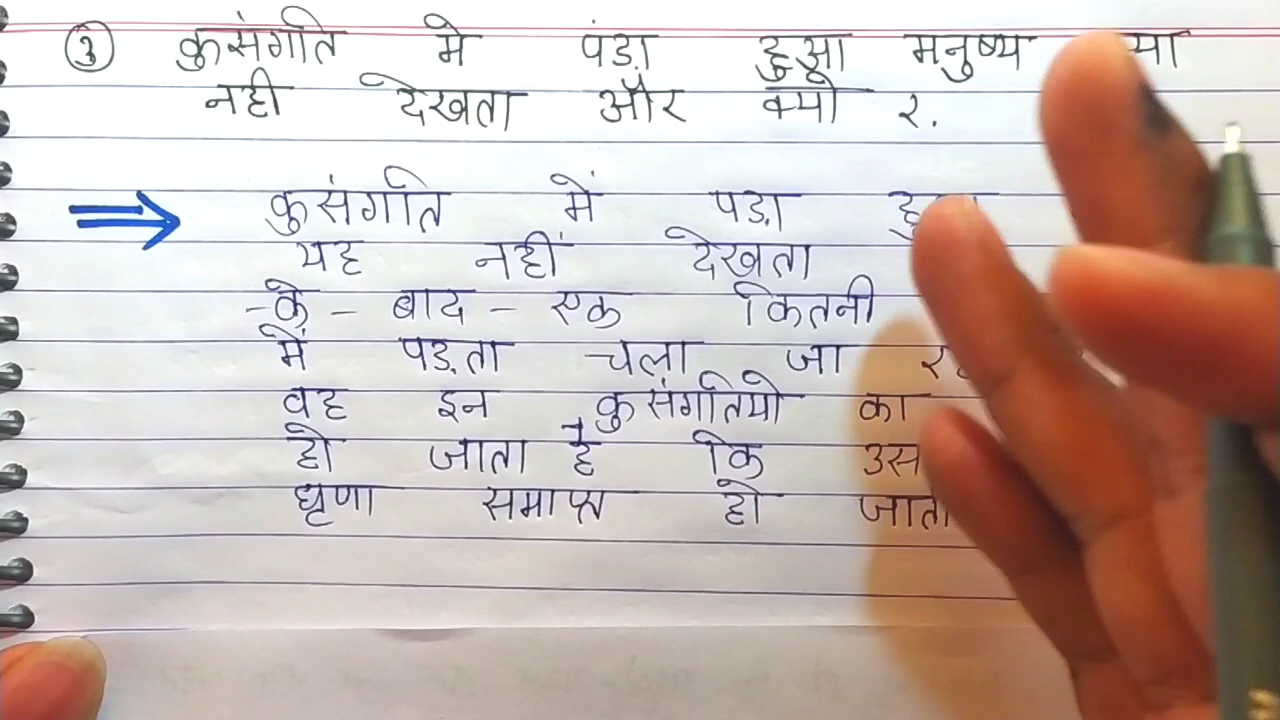 3 कुसंगति मे पंड़ा हुआ मनुष्य
नही देखता और क्यो २.
कुसंगति में पड़ा
यह नहीं देखता
-के - बाद - एक कितनी
में पड़ता चला जा
वह इन कुसंगतियो का
हो जाता है कि उस
घृणा समाप्त हो जाता